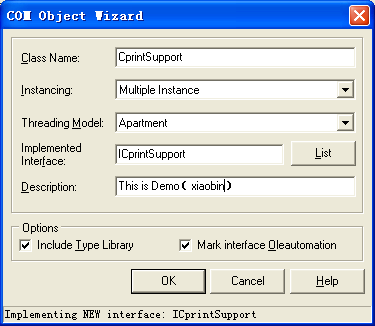 COM Object Wizard
Class Name: CprintSupport
Instancing: Multiple Instance
Threading Model: Apartment
Implemented Interface: ICprintSupport List
Description: This is Demo( xiaobin)
Options
Include Type Library Mark interface Oleautomation
OK Cancel Help
Implementing NEW interface: ICprintSupport